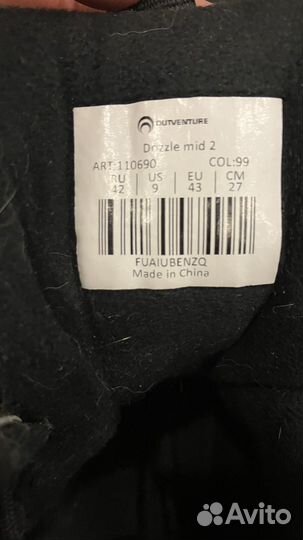 OUTVENTURE
Drizzle mid 2
ART:110690 COL:99
RU US EU CM
42 9 43 27
FUAIUBENZQ
Made in China
Avito